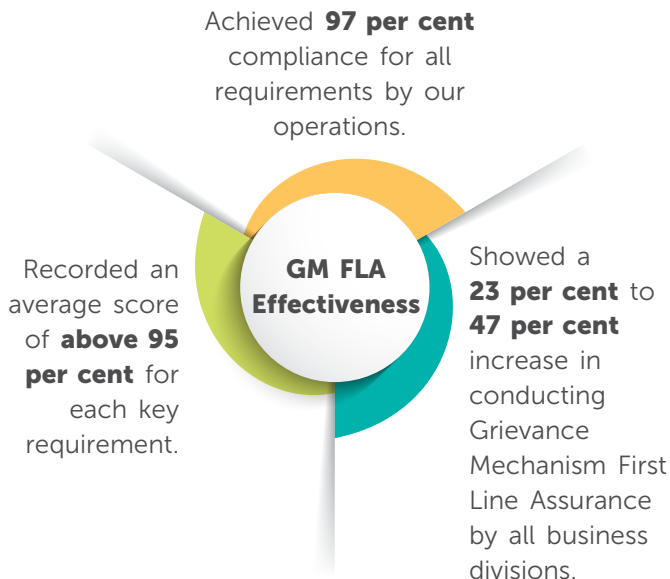 Achieved 97 per cent
compliance for all
requirements by our
operations.
GM FLA
Effectiveness
Recorded an
average score
of above 95
per cent for
each key
requirement.
Showed a
23 per cent to
47 per cent
increase in
conducting
Grievance
Mechanism First
Line Assurance
by all business
divisions.